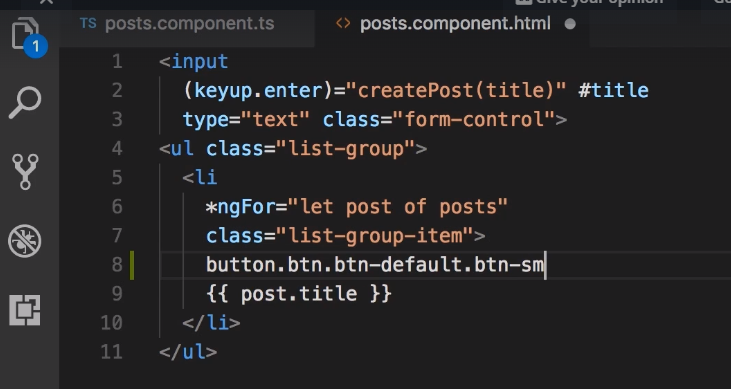 Give your opinion
TS posts.component.ts
<> posts.component.html
1
1 <input
2 (keyup.enter)="createPost(title)" #title
3 type="text" class="form-control">
4 <ul class="list-group">
5 <li
6 *ngFor="let post of posts"
7 class="list-group-item">
8 button.btn.btn-default.btn-sm
9 {{ post.title }}
10 </li>
11 </ul>